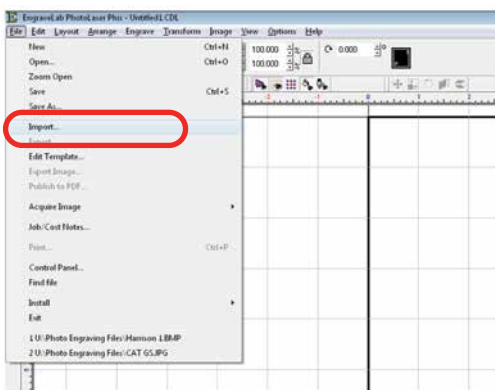 EngraveLab PhotoLaser Plus - Untitled1.CDL
File Edit Layout Arrange Engrave Transform Image View Options Help
New Ctrl+N
Open... Ctrl+O
Zoom Open
Save Ctrl+S
Save As...
Import...
Export...
Edit Template...
Export Image...
Publish to PDF...
Acquire Image
Job/Cost Notes...
Print... Ctrl+P
Control Panel...
Find file
Install
Exit
1 U:\Photo Engraving Files\Harrison 1.BMP
2 U:\Photo Engraving Files\CAT GS.JPG
100.000
100.000
0.000